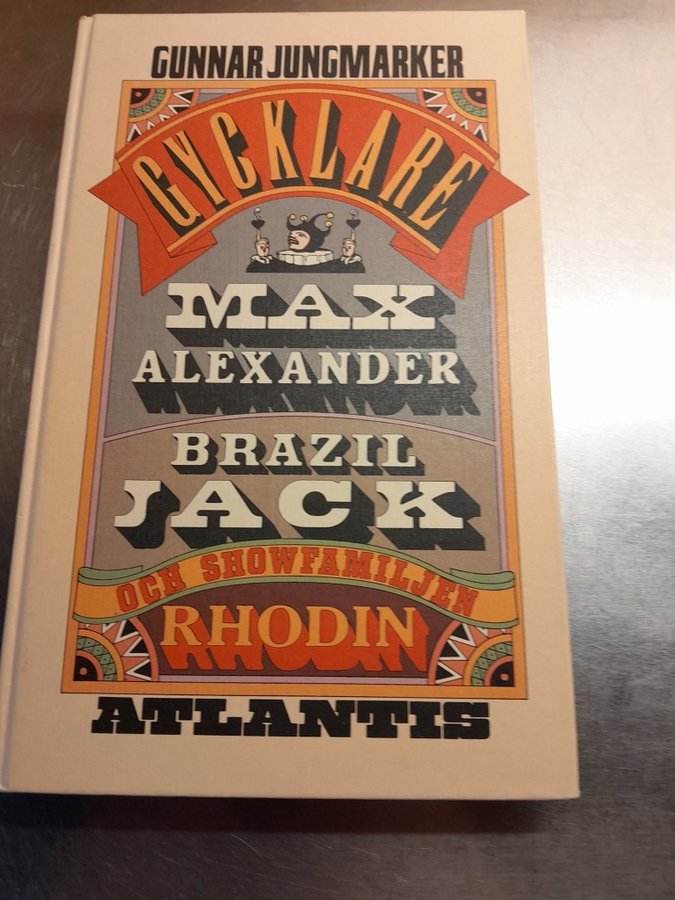 GUNNAR JUNGMARKER
GYCKLARE
MAX
ALEXANDER
BRAZIL
JACK
OCH SHOWFAMILJEN
RHODIN
ATLANTIS